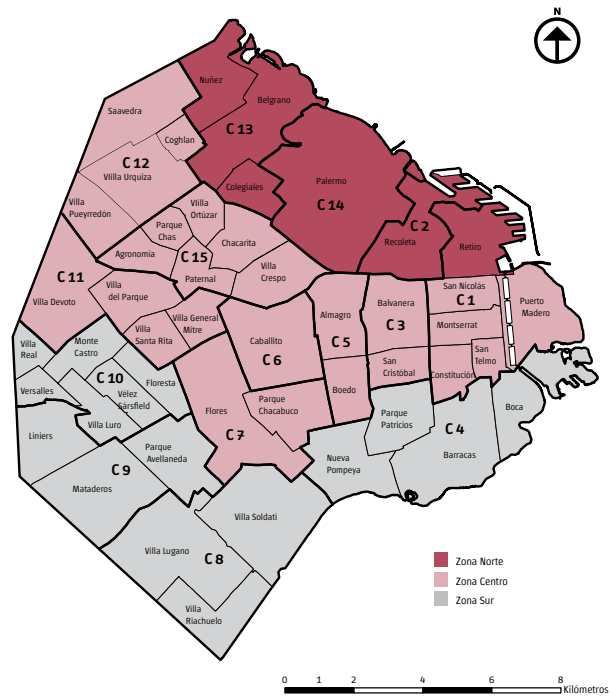 N
Nuñez
Belgrano
Saavedra
C 13
Coghlan
C 12
Vlilla Urquiza
Colegiales
Palermo
C 14
Villa
Pueyrredón
Vlilla
Ortúzar
C 2
Parque
Chas
Chacarita
Recoleta
Retiro
Agronomía
C 15
C 11
Paternal
Villa
Crespo
Villa
del Parque
San Nicolás
C 1
Puerto
Madero
Villa Devoto
Almagro
Balvanera
Villa General
Mitre
Montserrat
Villa
Santa Rita
C 5
C 3
Caballito
C 6
Villa
Real
Monte
Castro
San
Telmo
San
Cristóbal
C 10
Floresta
Constitución
Versalles
Vélez
Sársfield
Boedo
Parque
Chacabuco
Flores
Boca
Parque
Patricios
Villa Luro
C 7
C 4
Liniers
Parque
Avellaneda
Nueva
Pompeya
Barracas
C 9
Mataderos
Villa Soldati
Villa Lugano
C 8
Villa
Riachuelo
Zona Norte
Zona Centro
Zona Sur
0 1 2 4 6 8
Kilómetros